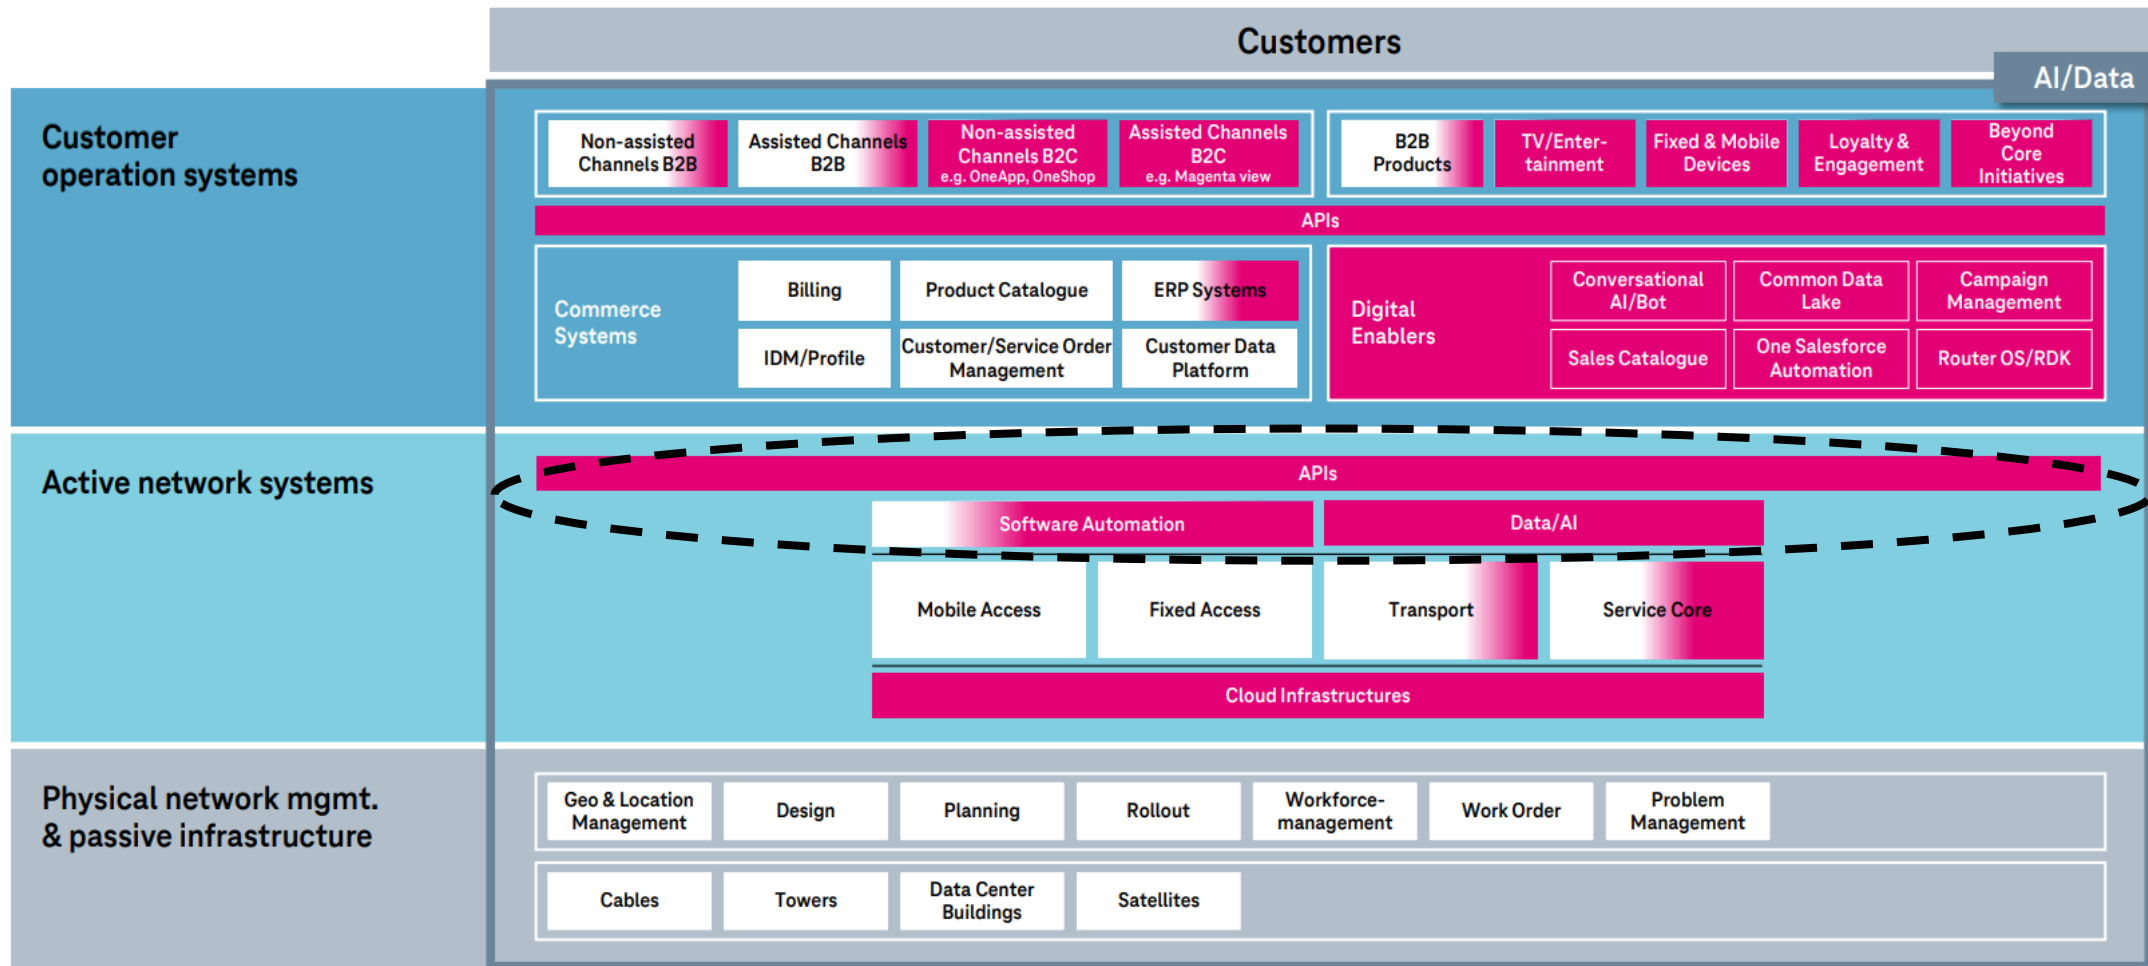 Customers
AI/Data
Customer
operation systems
Non-assisted
Channels B2B
Assisted Channels
B2B
Non-assisted
Channels B2C
e.g. OneApp, OneShop
Assisted Channels
B2C
e.g. Magenta view
B2B
Products
TV/Enter-
tainment
Fixed & Mobile
Devices
Loyalty &
Engagement
Beyond
Core
Initiatives
APIs
Commerce
Systems
Billing
Product Catalogue
ERP Systems
IDM/Profile
Customer/Service Order
Management
Customer Data
Platform
Digital
Enablers
Conversational
AI/Bot
Common Data
Lake
Campaign
Management
Sales Catalogue
One Salesforce
Automation
Router OS/RDK
Active network systems
APIs
Software Automation
Data/AI
Mobile Access
Fixed Access
Transport
Service Core
Cloud Infrastructures
Physical network mgmt.
& passive infrastructure
Geo & Location
Management
Design
Planning
Rollout
Workforce-
management
Work Order
Problem
Management
Cables
Towers
Data Center
Buildings
Satellites